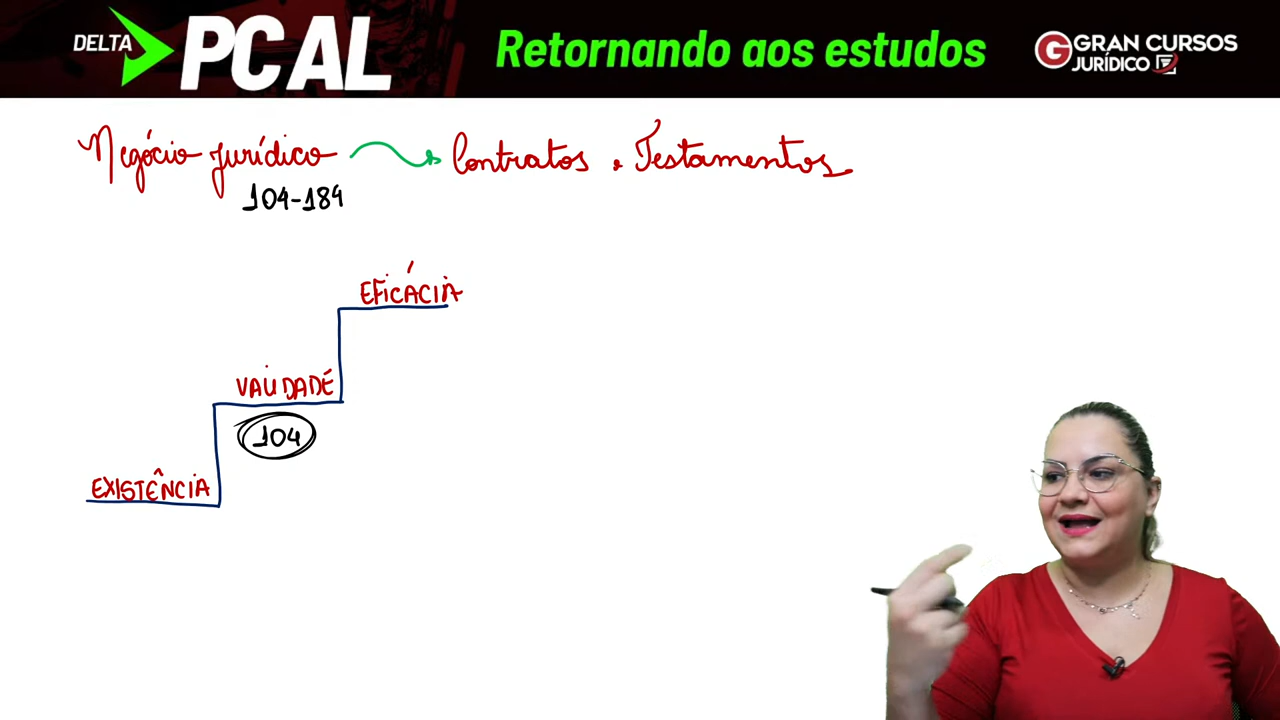 DELTA PC AL
Retornando aos estudos
GRAN CURSOS
JURÍDICO
Negócio jurídico Contratos e Testamentos
104-184
EFICÁCIA
VALIDADE
104
EXISTÊNCIA